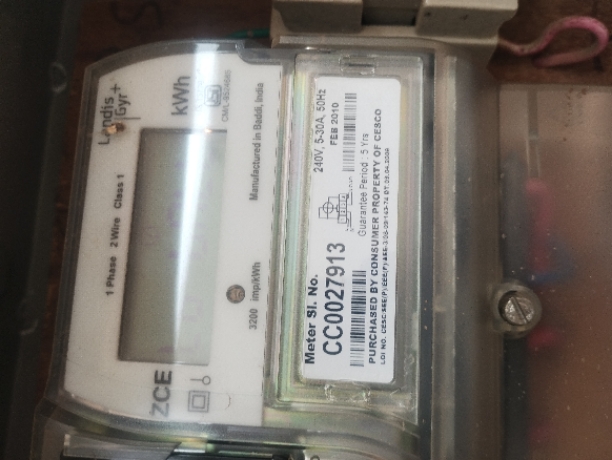 Landis
Gyr+
kWh
1 Phase 2 Wire Class 1
3200 imp/kWh
Manufactured in Baddi, India
ZCE
240V, 5-30A, 50Hz
FEB 2010
Guarantee Period : 5 Yrs
Meter Sl. No.
CC0027913
PURCHASED BY CONSUMER PROPERTY OF CESCO